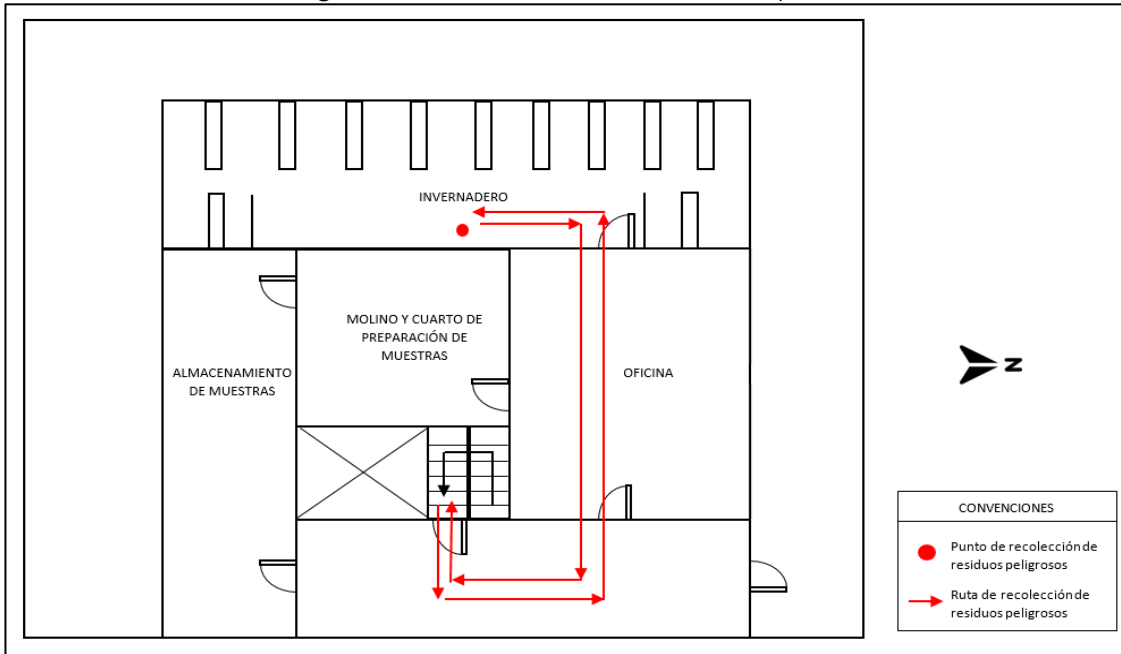 INVERNADERO
MOLINO Y CUARTO DE
PREPARACIÓN DE
MUESTRAS
ALMACENAMIENTO
DE MUESTRAS
OFICINA
N
CONVENCIONES
Punto de recolección de
residuos peligrosos
Ruta de recolección de
residuos peligrosos